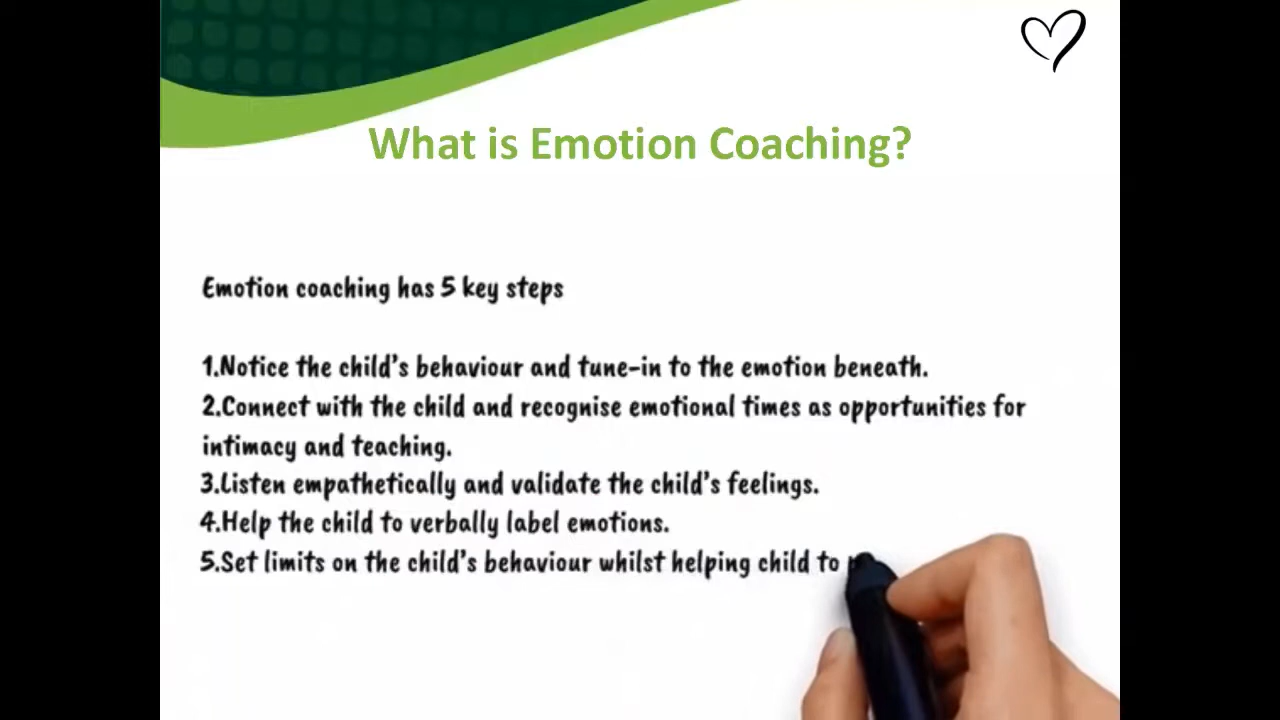 What is Emotion Coaching?
Emotion coaching has 5 key steps
1.Notice the child's behaviour and tune-in to the emotion beneath.
2.Connect with the child and recognise emotional times as opportunities for
intimacy and teaching.
3.Listen empathetically and validate the child's feelings.
4.Help the child to verbally label emotions.
5.Set limits on the child's behaviour whilst helping child to